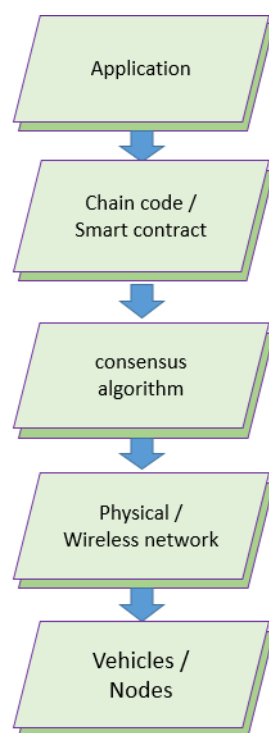 Application
Chain code /
Smart contract
consensus
algorithm
Physical /
Wireless network
Vehicles /
Nodes